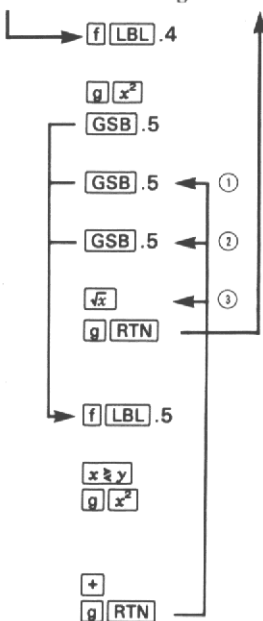 f LBL .4
g x²
GSB .5
GSB .5 ①
GSB .5 ②
√x ③
g RTN
f LBL .5
x≷y
g x²
+
g RTN